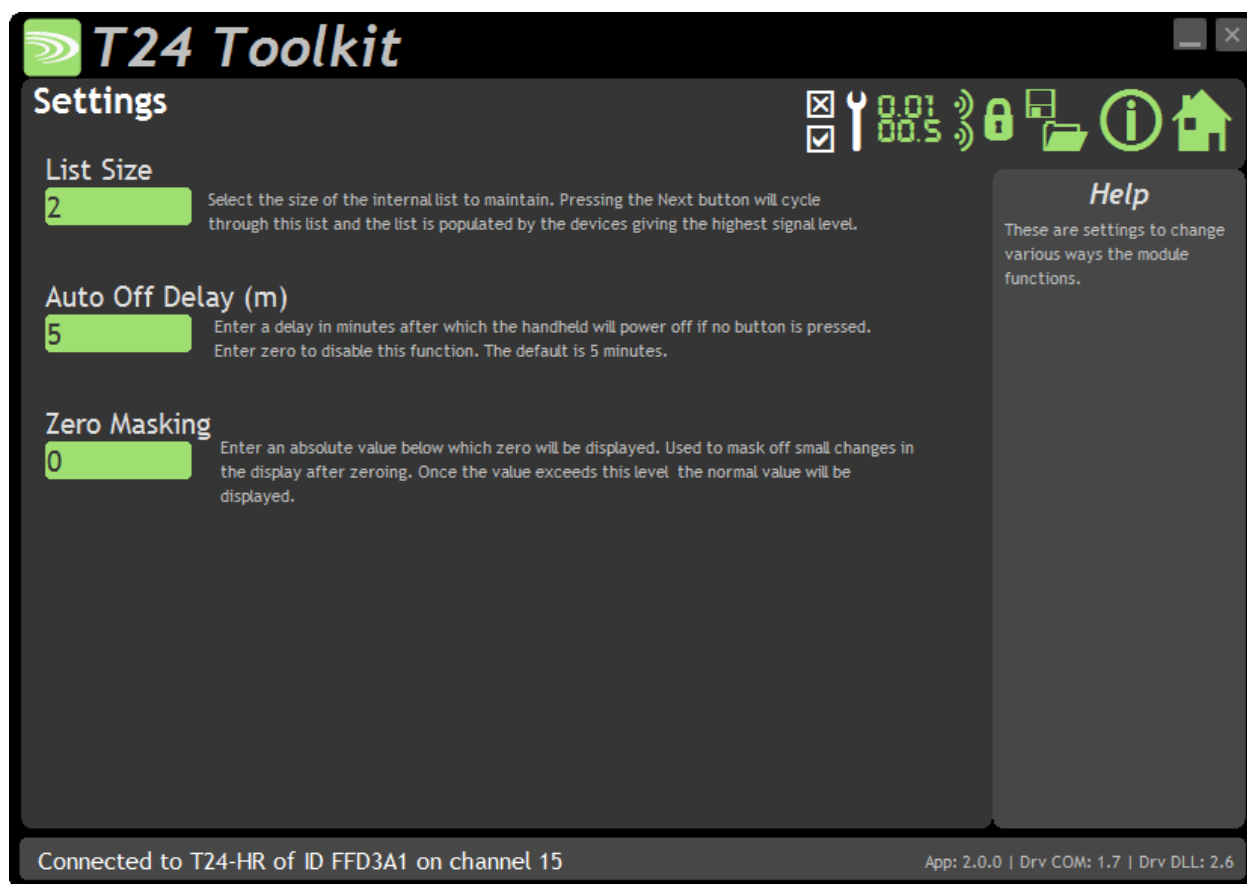 T24 Toolkit
Settings
0.01
00.5
List Size
2
Select the size of the internal list to maintain. Pressing the Next button will cycle
through this list and the list is populated by the devices giving the highest signal level.
Auto Off Delay (m)
5
Enter a delay in minutes after which the handheld will power off if no button is pressed.
Enter zero to disable this function. The default is 5 minutes.
Zero Masking
0
Enter an absolute value below which zero will be displayed. Used to mask off small changes in
the display after zeroing. Once the value exceeds this level the normal value will be
displayed.
Help
These are settings to change
various ways the module
functions.
Connected to T24-HR of ID FFD3A1 on channel 15
App: 2.0.0 | Drv COM: 1.7 | Drv DLL: 2.6